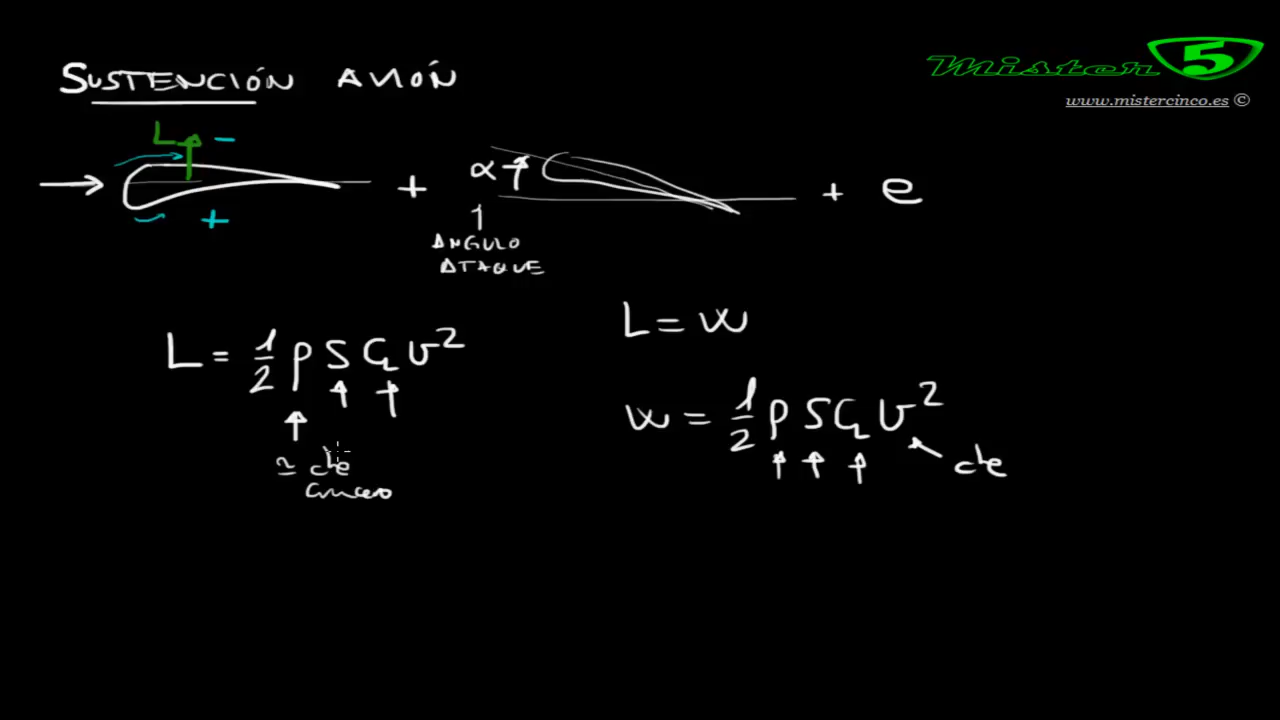 SUSTENCIÓN AVIÓN
Mister 5
www.mistercinco.es ©
L -
+
+ α + e
ANGULO
ATAQUE
L = 1/2 ρ S CL v²
≃ cte
crucero
L = W
W = 1/2 ρ S CL v²
cte